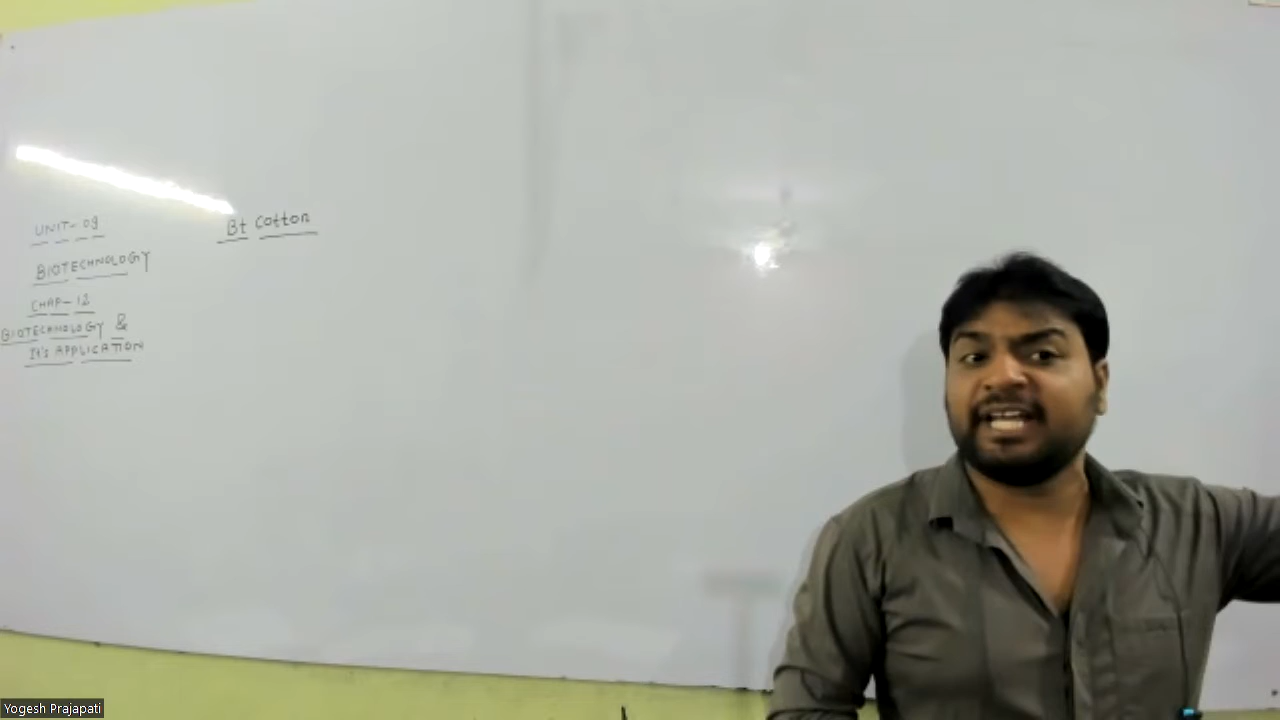 UNIT-09
BIOTECHNOLOGY
CHAP-12
BIOTECHNOLOGY &
It's APPLICATION
Bt Cotton
Yogesh Prajapati